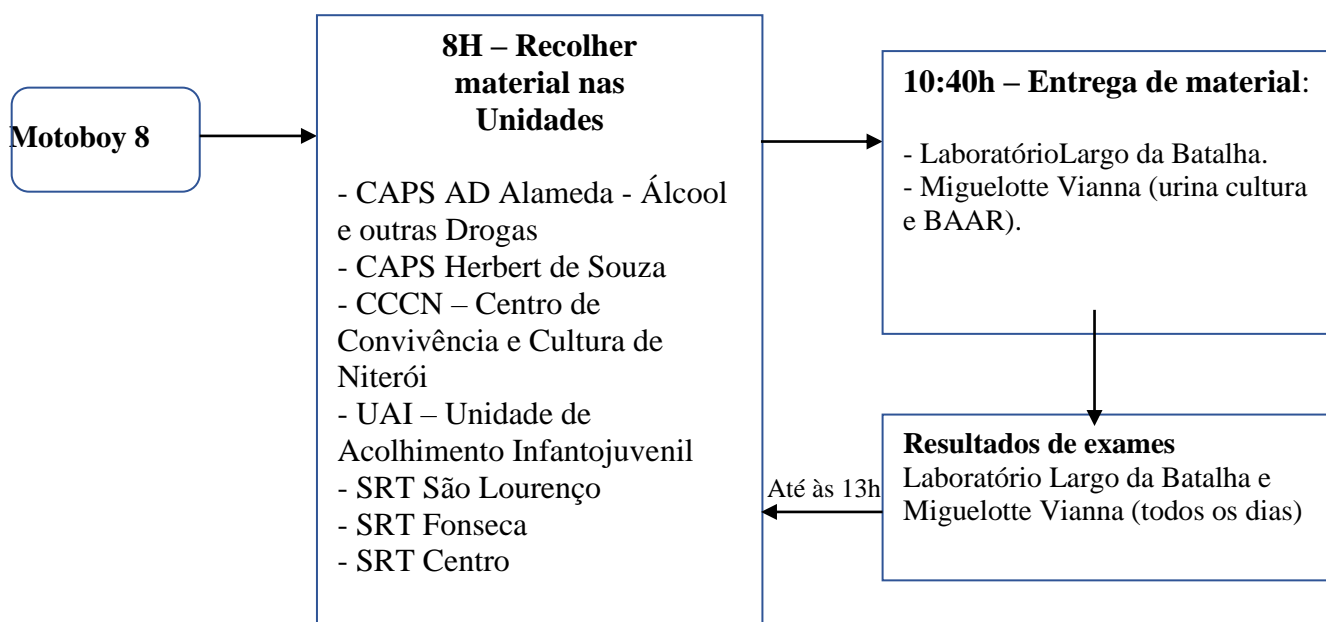 Motoboy 8
8H – Recolher
material nas
Unidades
- CAPS AD Alameda - Álcool
e outras Drogas
- CAPS Herbert de Souza
- CCCN – Centro de
Convivência e Cultura de
Niterói
- UAI – Unidade de
Acolhimento Infantojuvenil
- SRT São Lourenço
- SRT Fonseca
- SRT Centro
10:40h – Entrega de material:
- LaboratórioLargo da Batalha.
- Miguelotte Vianna (urina cultura
e BAAR).
Resultados de exames
Laboratório Largo da Batalha e
Miguelotte Vianna (todos os dias)
Até às 13h